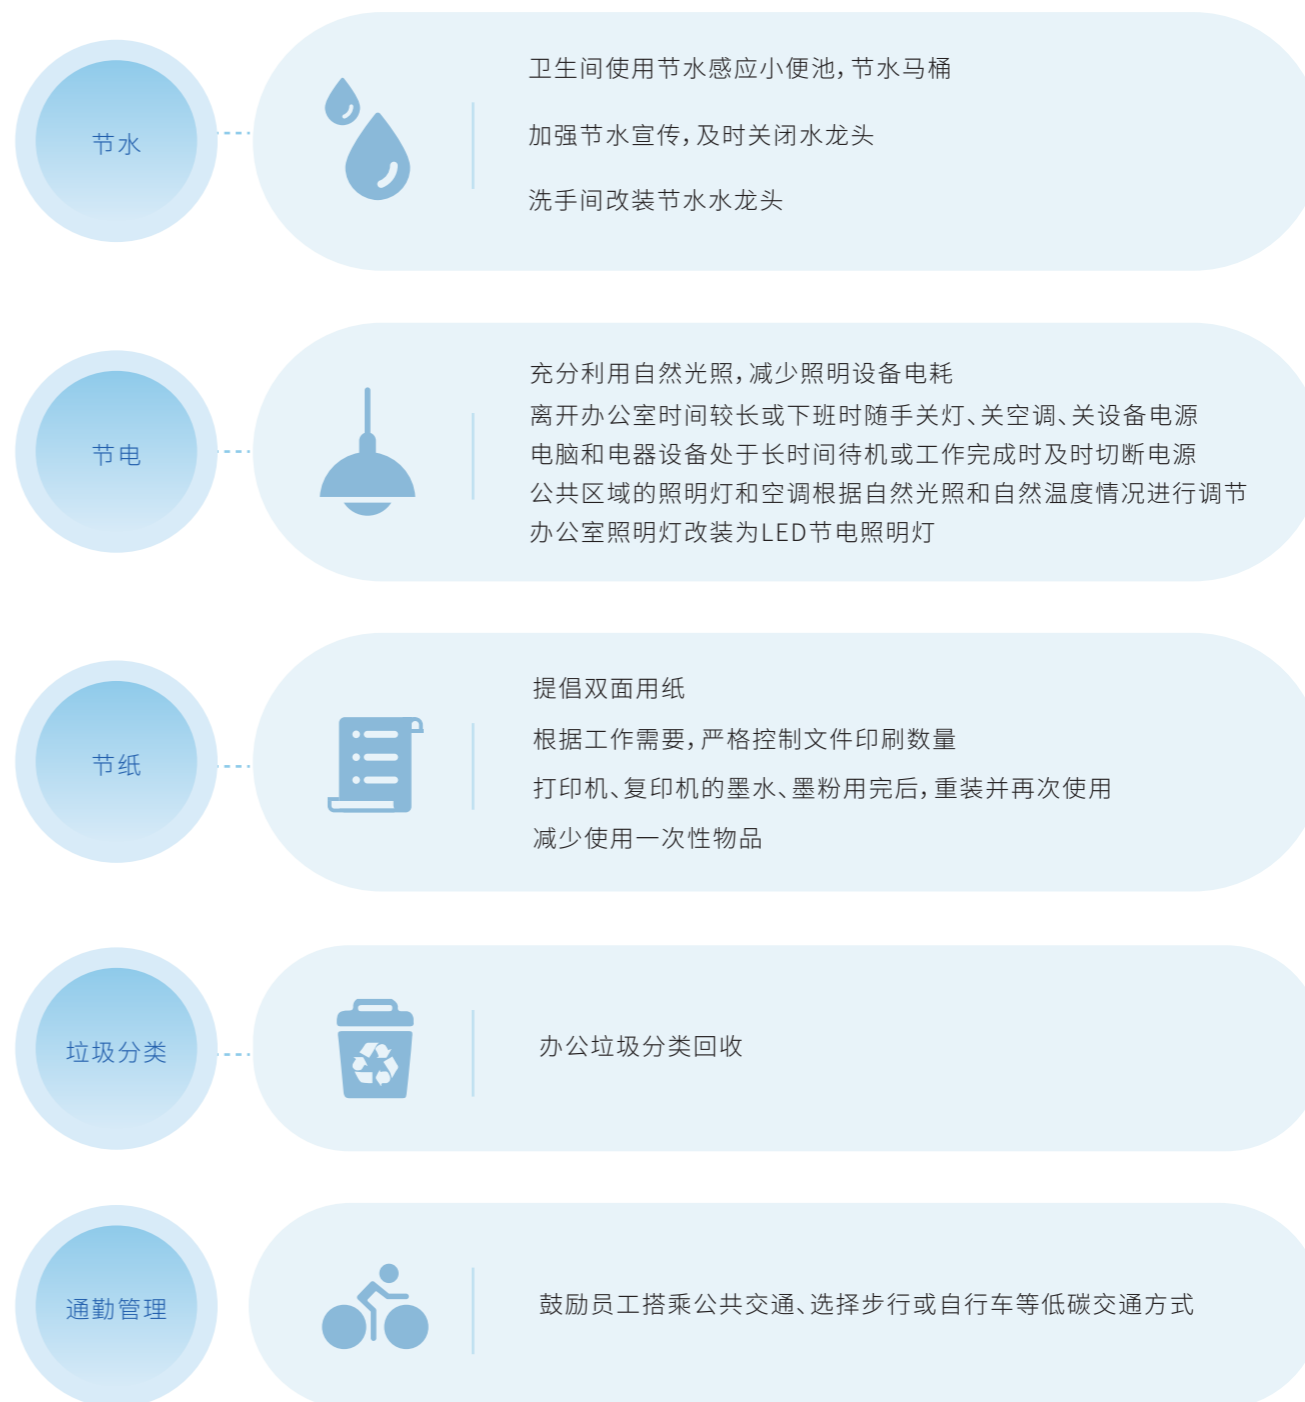 节水
卫生间使用节水感应小便池，节水马桶
加强节水宣传，及时关闭水龙头
洗手间改装节水水龙头
节电
充分利用自然光照，减少照明设备电耗
离开办公室时间较长或下班时随手关灯、关空调、关设备电源
电脑和电器设备处于长时间待机或工作完成时及时切断电源
公共区域的照明灯和空调根据自然光照和自然温度情况进行调节
办公室照明灯改装为LED节电照明灯
节纸
提倡双面用纸
根据工作需要，严格控制文件印刷数量
打印机、复印机的墨水、墨粉用完后，重装并再次使用
减少使用一次性物品
垃圾分类
办公垃圾分类回收
通勤管理
鼓励员工搭乘公共交通、选择步行或自行车等低碳交通方式